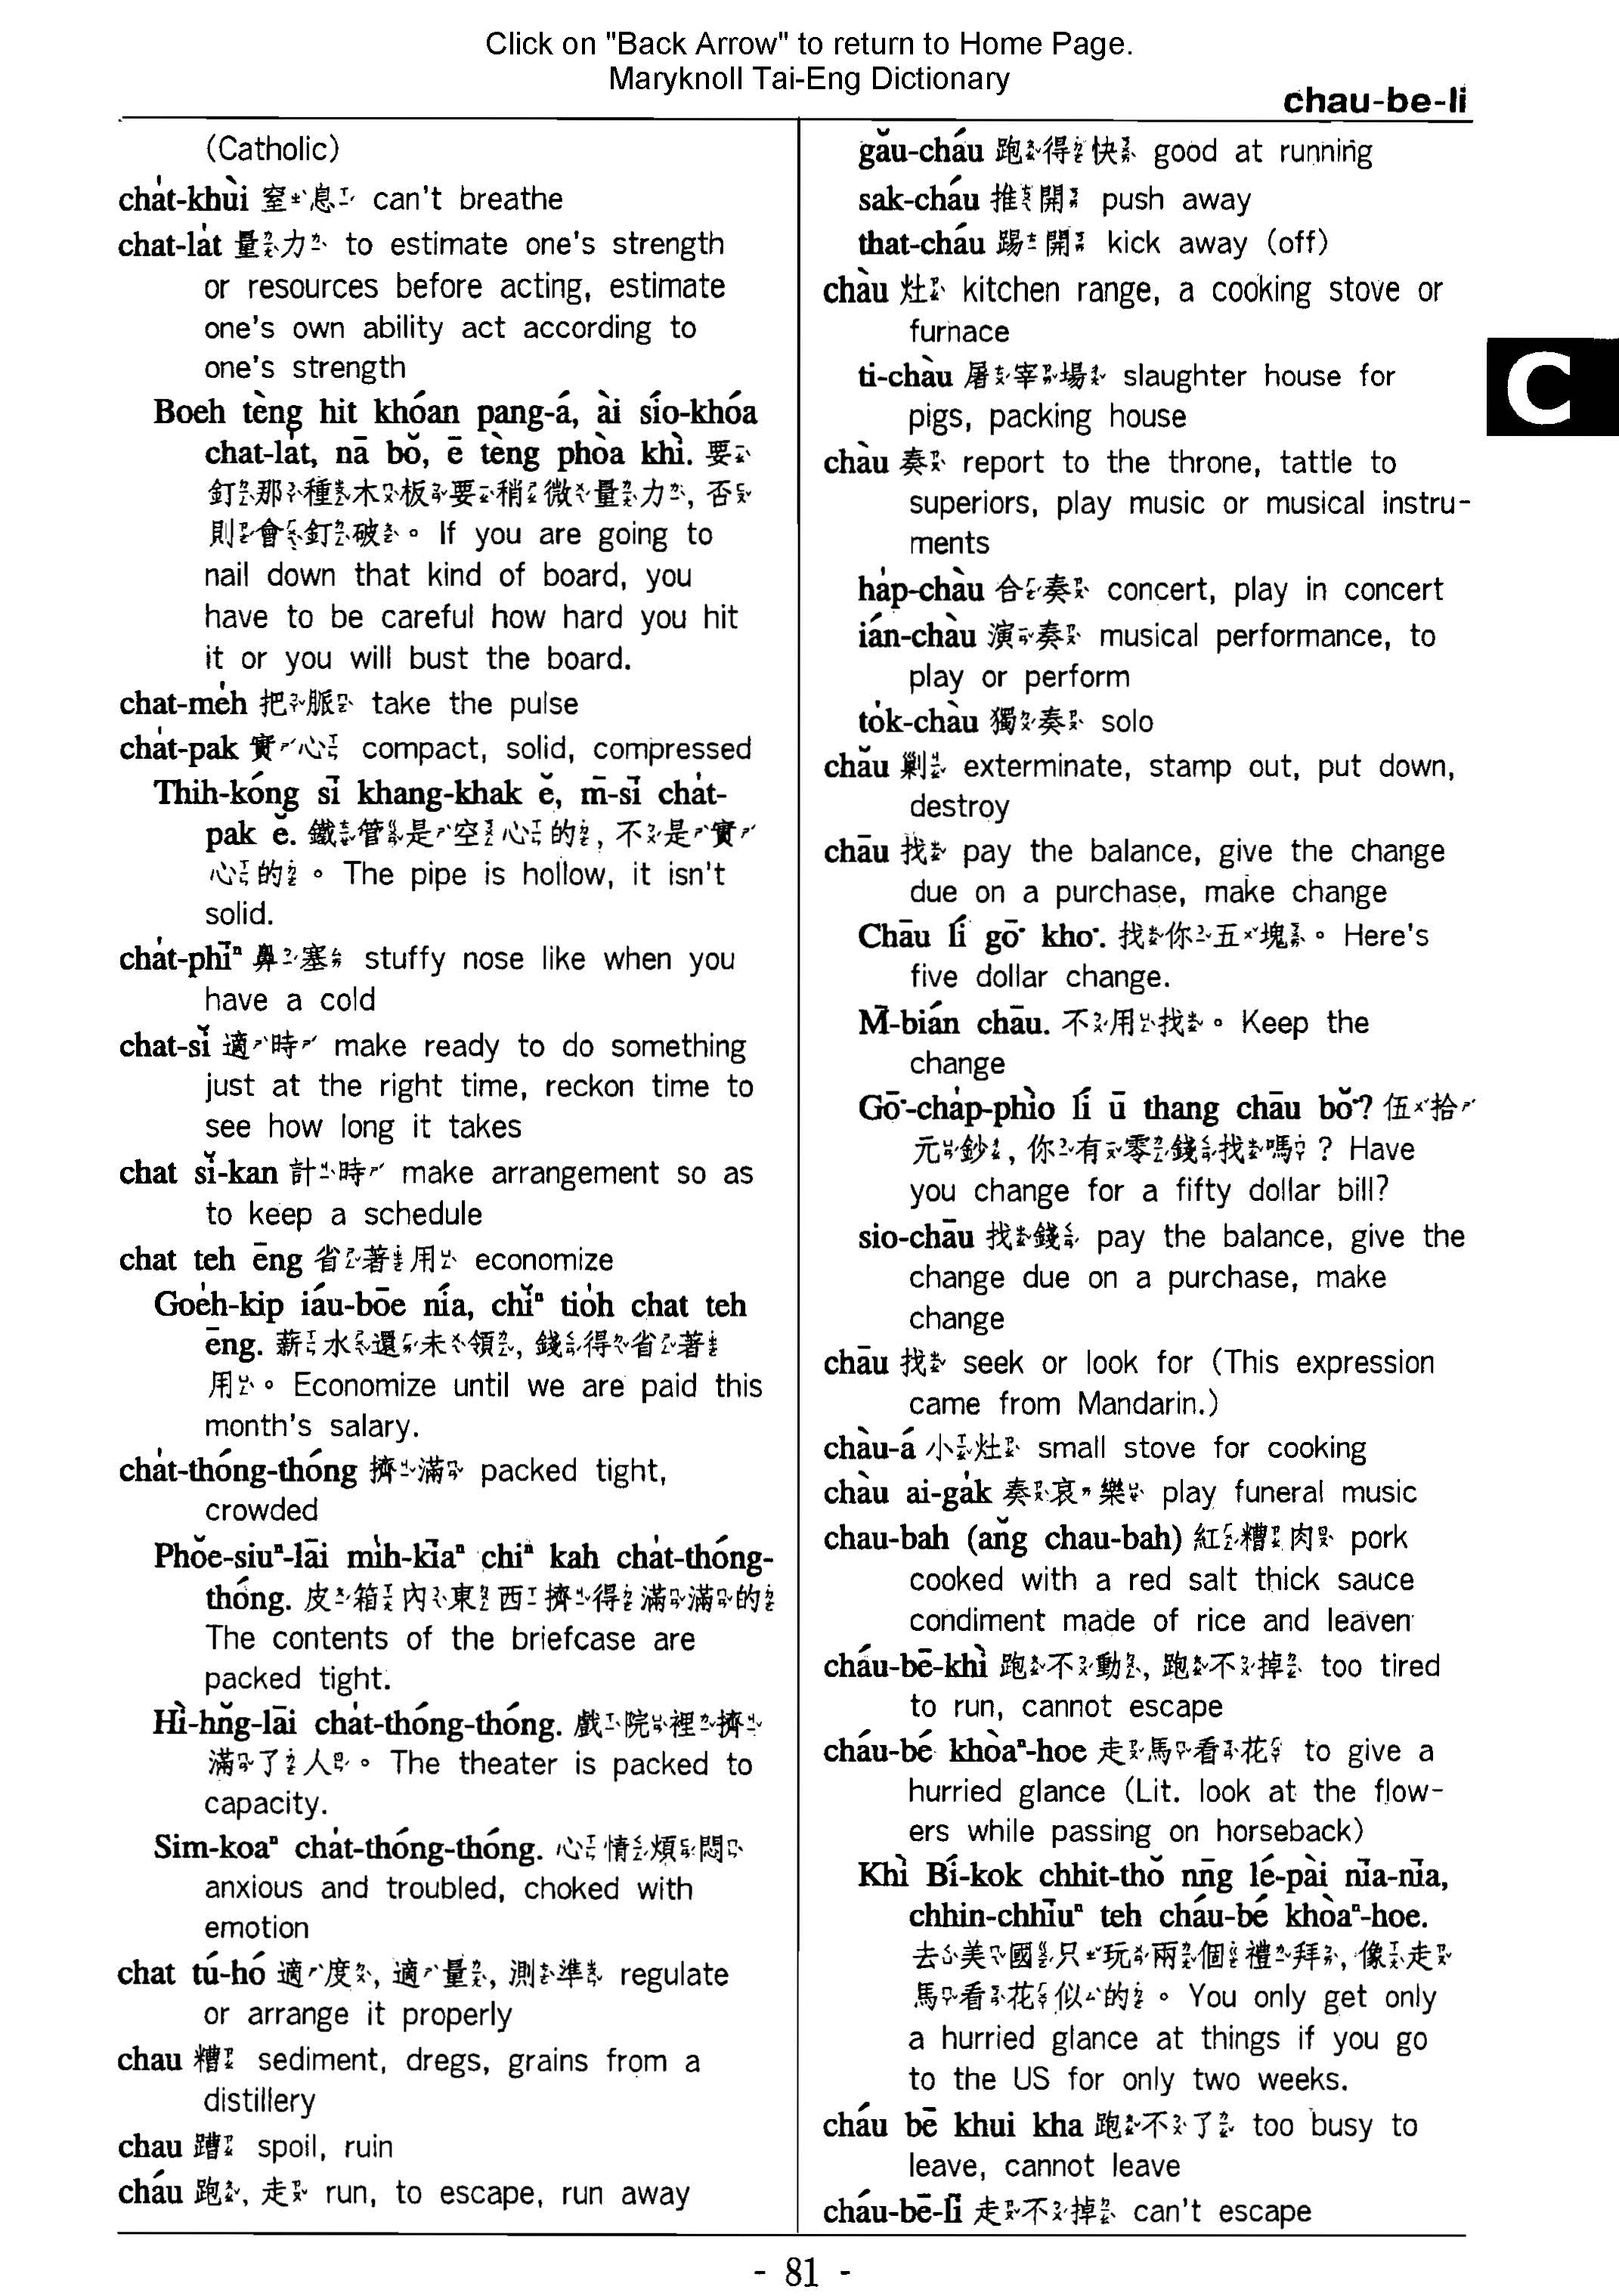 Click on "Back Arrow" to return to Home Page.
Maryknoll Tai-Eng Dictionary
chau-be-li
(Catholic)
cha̍t-khùi 窒息 can't breathe
chat-la̍t 量力 to estimate one's strength
or resources before acting, estimate
one's own ability act according to
one's strength
Boeh tèng hit khóan pang-á, ài sío-khóa
chat-la̍t, nā bŏ, ē tèng phòa khì. 要
釘那種木板要稍微量力, 否
則會釘破。 If you are going to
nail down that kind of board, you
have to be careful how hard you hit
it or you will bust the board.
chat-me̍h 把脈 take the pulse
cha̍t-pak 實心 compact, solid, compressed
Thih-kóng sī khang-khak ĕ, m̄-sī cha̍t-
pak ĕ. 鐵管是空心的, 不是實
心的。 The pipe is hollow, it isn't
solid.
cha̍t-phīⁿ 鼻塞 stuffy nose like when you
have a cold
chat-sĭ 適時 make ready to do something
just at the right time, reckon time to
see how long it takes
chat sĭ-kan 計時 make arrangement so as
to keep a schedule
chat teh ēng 省著用 economize
Goe̍h-kip iáu-bōe nía, chĭⁿ tio̍h chat teh
ēng. 薪水還未領, 錢得省著
用。 Economize until we are paid this
month's salary.
cha̍t-thóng-thóng 擠滿 packed tight,
crowded
Phŏe-siuⁿ-lāi mi̍h-kīaⁿ chiⁿ kah cha̍t-thóng-
thóng. 皮箱內東西擠得滿滿的
The contents of the briefcase are
packed tight.
Hì-hn̆g-lāi cha̍t-thóng-thóng. 戲院裡擠
滿了人。 The theater is packed to
capacity.
Sim-koaⁿ cha̍t-thóng-thóng. 心情煩悶
anxious and troubled, choked with
emotion
chat tú-hó 適度, 適量, 測準 regulate
or arrange it properly
chau 糟 sediment, dregs, grains from a
distillery
chau 蹧 spoil, ruin
cháu 跑, 走 run, to escape, run away
gău-cháu 跑得快 good at running
sak-cháu 推開 push away
that-cháu 踢開 kick away (off)
chàu 灶 kitchen range, a cooking stove or
furnace
ti-chàu 屠宰場 slaughter house for
pigs, packing house
chàu 奏 report to the throne, tattle to
superiors, play music or musical instru-
ments
ha̍p-chàu 合奏 concert, play in concert
ián-chàu 演奏 musical performance, to
play or perform
to̍k-chàu 獨奏 solo
chău 剿 exterminate, stamp out, put down,
destroy
chāu 找 pay the balance, give the change
due on a purchase, make change
Chāu lí gō͘ kho͘. 找你五塊。 Here's
five dollar change.
M̄-bián chāu. 不用找。 Keep the
change
Gō͘-cha̍p-phìo lí ū thang chāu bŏ͘? 伍拾
元鈔, 你有零錢找嗎? Have
you change for a fifty dollar bill?
sio-chāu 找錢 pay the balance, give the
change due on a purchase, make
change
chāu 找 seek or look for (This expression
came from Mandarin.)
chàu-á 小灶 small stove for cooking
chàu ai-ga̍k 奏哀樂 play funeral music
chau-bah (ăng chau-bah) 紅糟肉 pork
cooked with a red salt thick sauce
condiment made of rice and leaven
cháu-bē-khì 跑不動, 跑不掉 too tired
to run, cannot escape
cháu-bé khòaⁿ-hoe 走馬看花 to give a
hurried glance (Lit. look at the flow-
ers while passing on horseback)
Khì Bí-kok chhit-thŏ nn̄g lé-pài nīa-nīa,
chhin-chhīuⁿ teh cháu-bé khòaⁿ-hoe.
去美國只玩兩個禮拜, 像走
馬看花似的。 You only get only
a hurried glance at things if you go
to the US for only two weeks.
cháu bē khui kha 跑不了 too busy to
leave, cannot leave
cháu-bē-lī 走不掉 can't escape
C
- 81 -